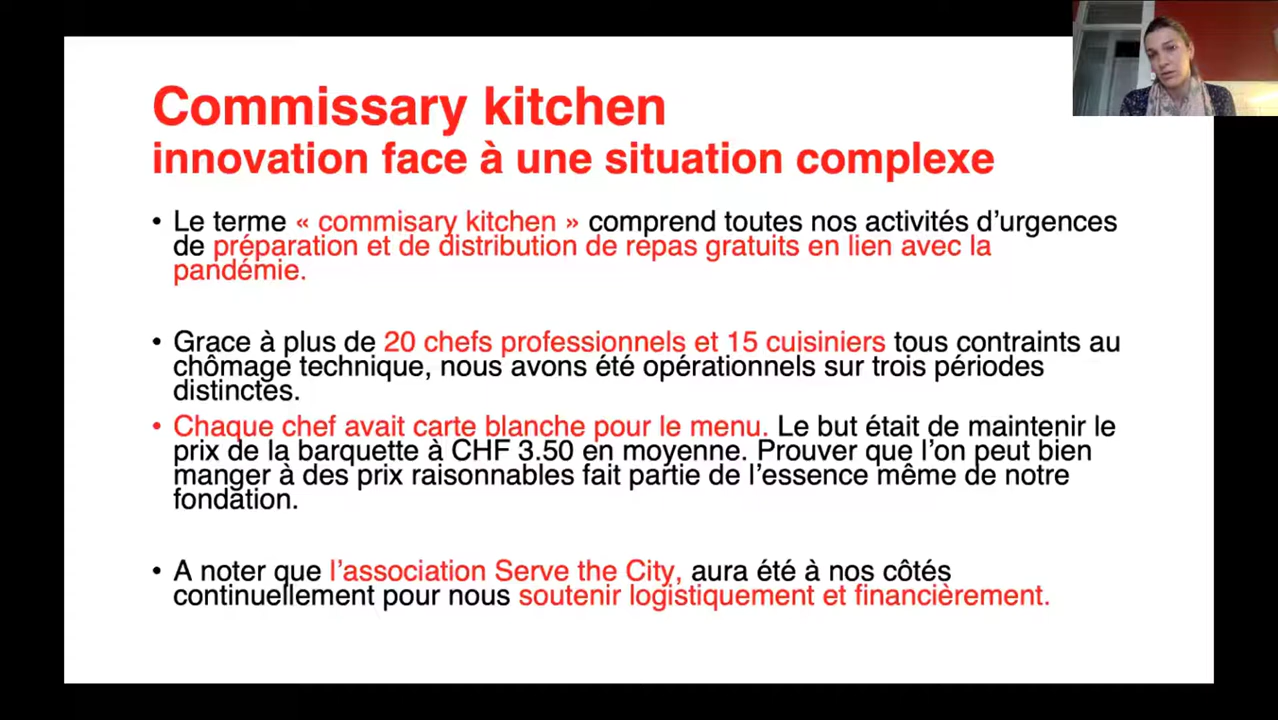 Commissary kitchen
innovation face à une situation complexe
• Le terme « commisary kitchen » comprend toutes nos activités d’urgences
de préparation et de distribution de repas gratuits en lien avec la
pandémie.
• Grace à plus de 20 chefs professionnels et 15 cuisiniers tous contraints au
chômage technique, nous avons été opérationnels sur trois périodes
distinctes.
• Chaque chef avait carte blanche pour le menu. Le but était de maintenir le
prix de la barquette à CHF 3.50 en moyenne. Prouver que l’on peut bien
manger à des prix raisonnables fait partie de l’essence même de notre
fondation.
• A noter que l’association Serve the City, aura été à nos côtés
continuellement pour nous soutenir logistiquement et financièrement.